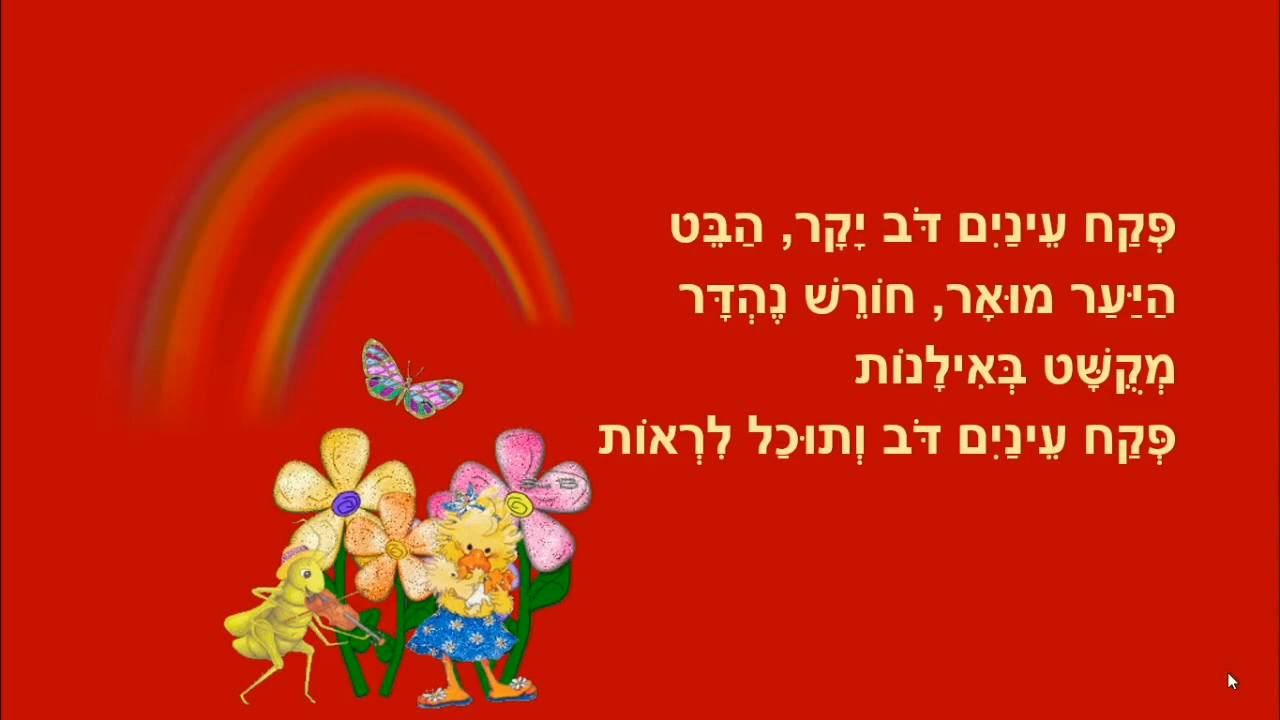 פְּקַח עֵינַיִם דֹּב יָקָר, הַבֵּט
הַיַּעַר מוּאָר, חוֹרֵשׁ נֶהְדָּר
מְקֻשָּׁט בְּאִילָנוֹת
פְּקַח עֵינַיִם דֹּב וְתוּכַל לִרְאוֹת